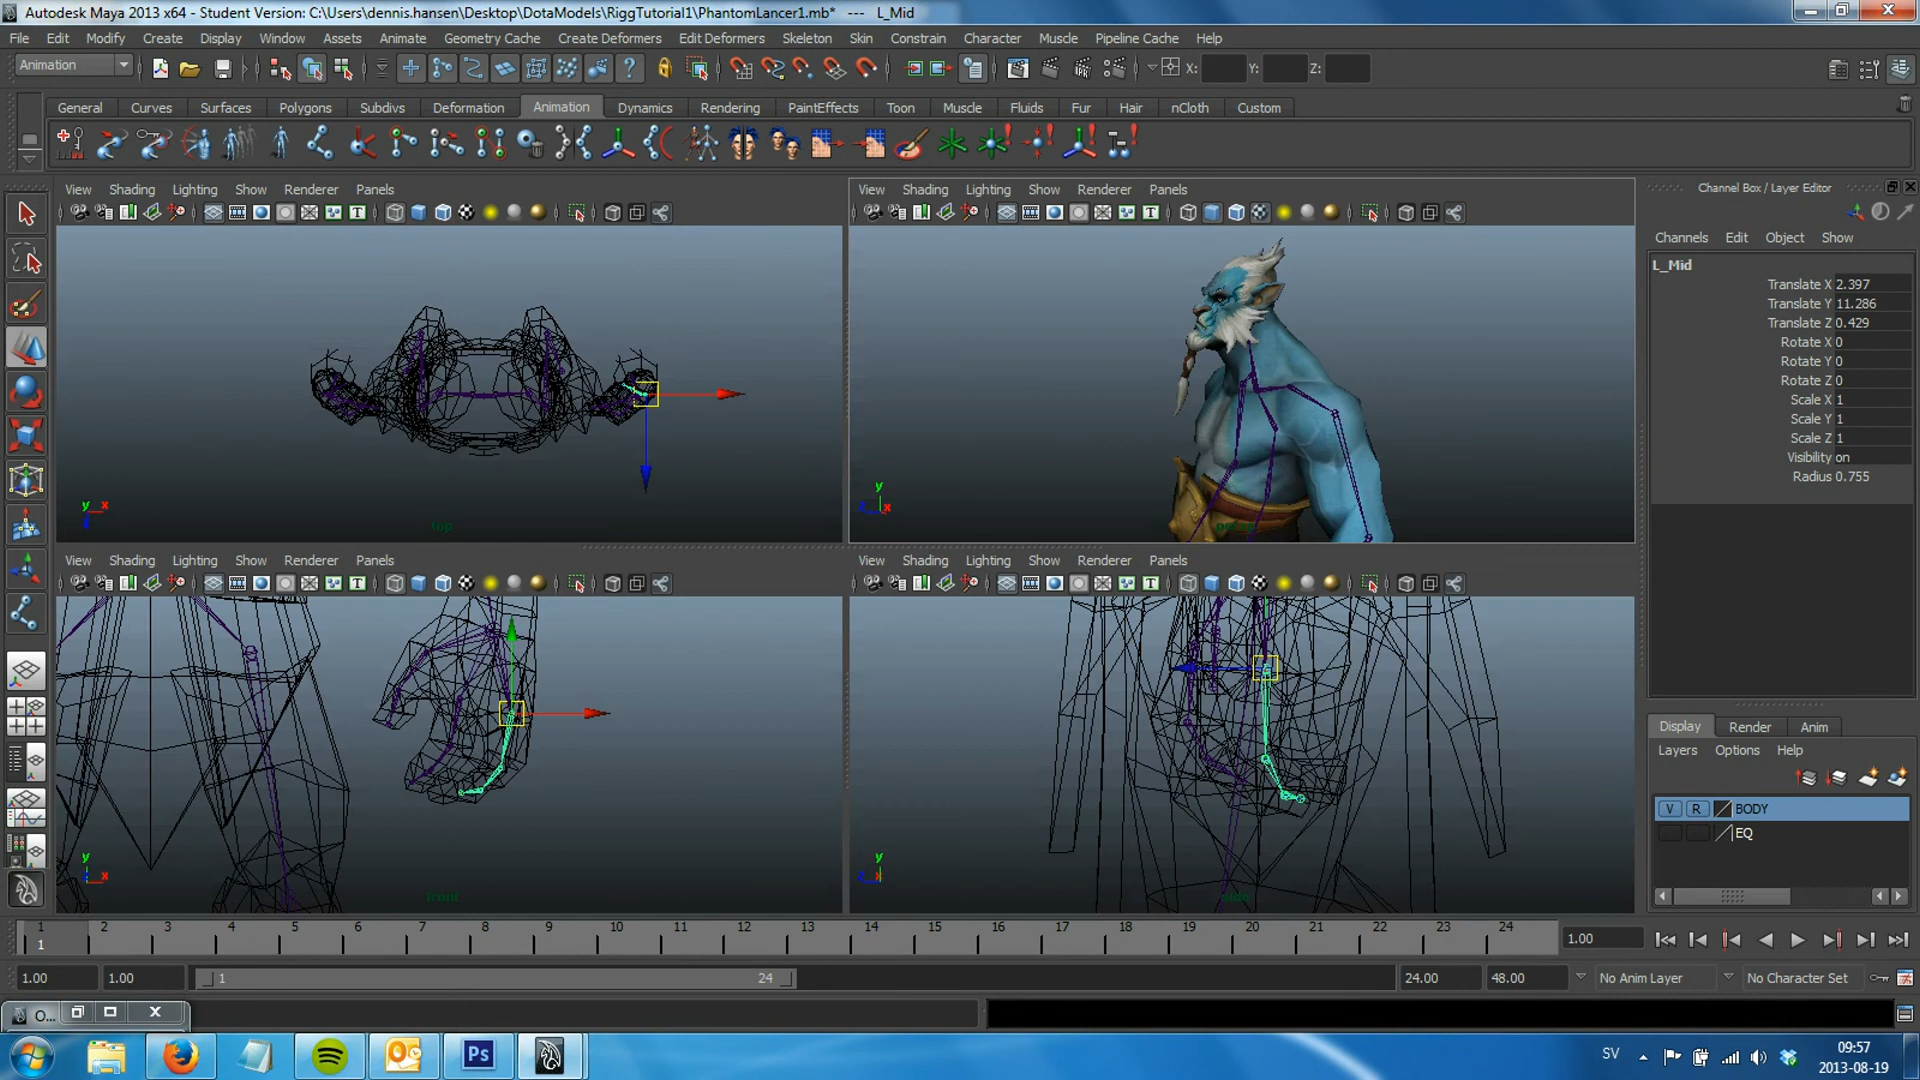 Autodesk Maya 2013 x64 - Student Version: C:\Users\dennis.hansen\Desktop\DotaModels\RiggTutorial1\PhantomLancer1.mb* --- L_Mid
File Edit Modify Create Display Window Assets Animate Geometry Cache Create Deformers Edit Deformers Skeleton Skin Constrain Character Muscle Pipeline Cache Help
Animation X: Y: Z:
General Curves Surfaces Polygons Subdivs Deformation Animation Dynamics Rendering PaintEffects Toon Muscle Fluids Fur Hair nCloth Custom
View Shading Lighting Show Renderer Panels
View Shading Lighting Show Renderer Panels
Channel Box / Layer Editor
Channels Edit Object Show
L_Mid
Translate X 2.397
Translate Y 11.286
Translate Z 0.429
Rotate X 0
Rotate Y 0
Rotate Z 0
Scale X 1
Scale Y 1
Scale Z 1
Visibility on
Radius 0.755
y x
top
y x
persp
View Shading Lighting Show Renderer Panels
View Shading Lighting Show Renderer Panels
y x
front
y
side
Display Render Anim
Layers Options Help
V R BODY
EQ
1 2 3 4 5 6 7 8 9 10 11 12 13 14 15 16 17 18 19 20 21 22 23 24
1
1.00
1.00 1.00 1 24 24.00 48.00 No Anim Layer No Character Set
O...
Ps
SV
09:57
2013-08-19